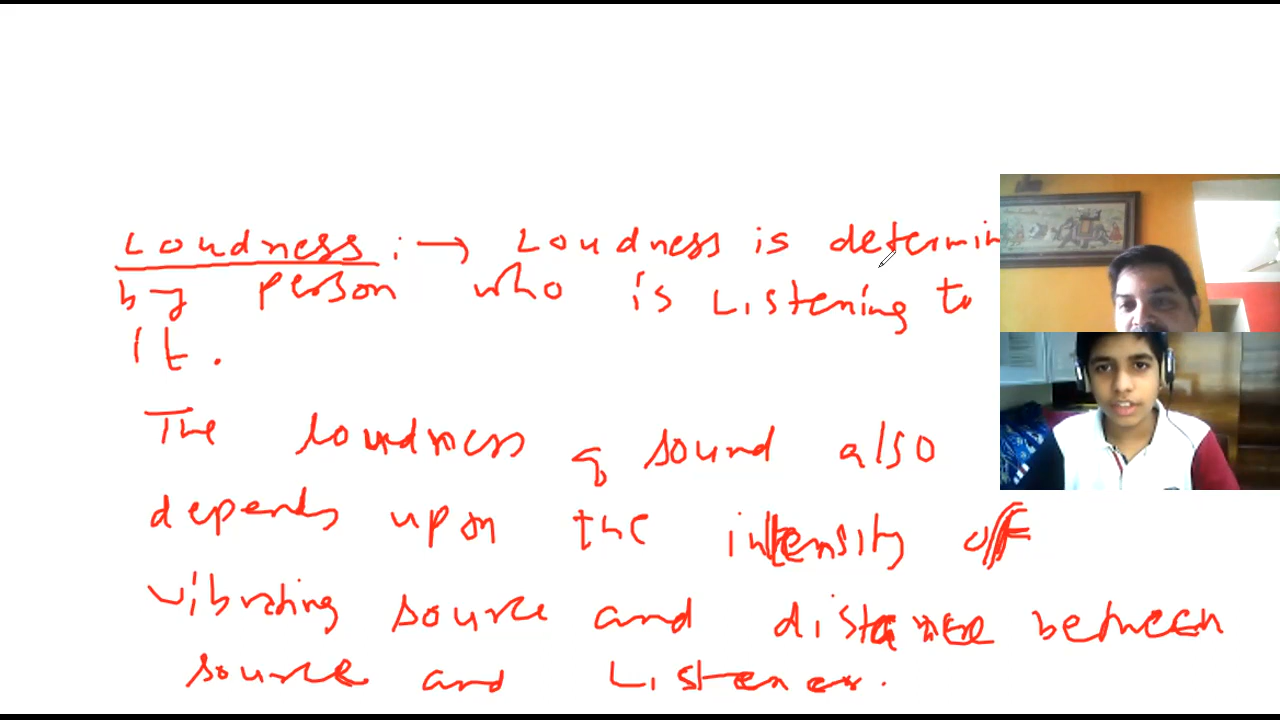 Loudness : → Loudness is determin
by person who is Listening to
it.
The loudness of sound also
depends upon the intensity of
vibrating source and distance between
source and Listener.